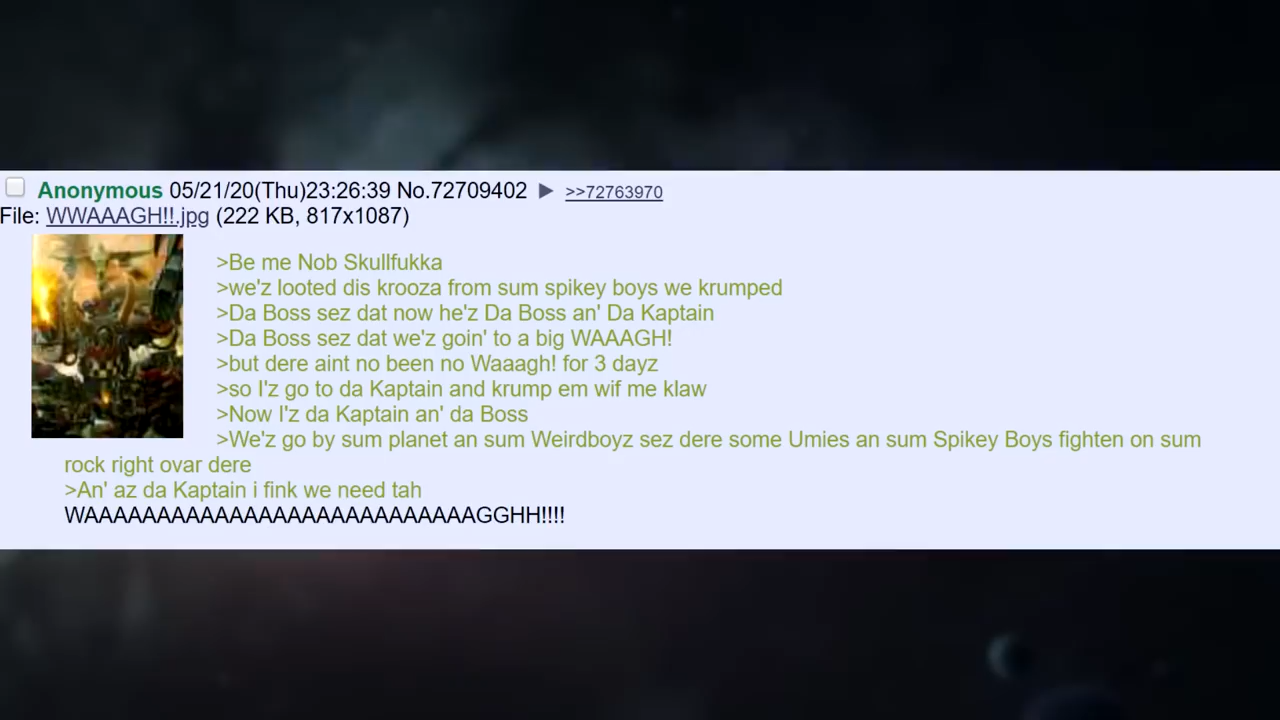 Anonymous 05/21/20(Thu)23:26:39 No.72709402 ▶ >>72763970
File: WWAAAGH!!.jpg (222 KB, 817x1087)
>Be me Nob Skullfukka
>we'z looted dis krooza from sum spikey boys we krumped
>Da Boss sez dat now he'z Da Boss an' Da Kaptain
>Da Boss sez dat we'z goin' to a big WAAAGH!
>but dere aint no been no Waaagh! for 3 dayz
>so I'z go to da Kaptain and krump em wif me klaw
>Now I'z da Kaptain an' da Boss
>We'z go by sum planet an sum Weirdboyz sez dere some Umies an sum Spikey Boys fighten on sum
rock right ovar dere
>An' az da Kaptain i fink we need tah
WAAAAAAAAAAAAAAAAAAAAAAAAAAAGGHH!!!!